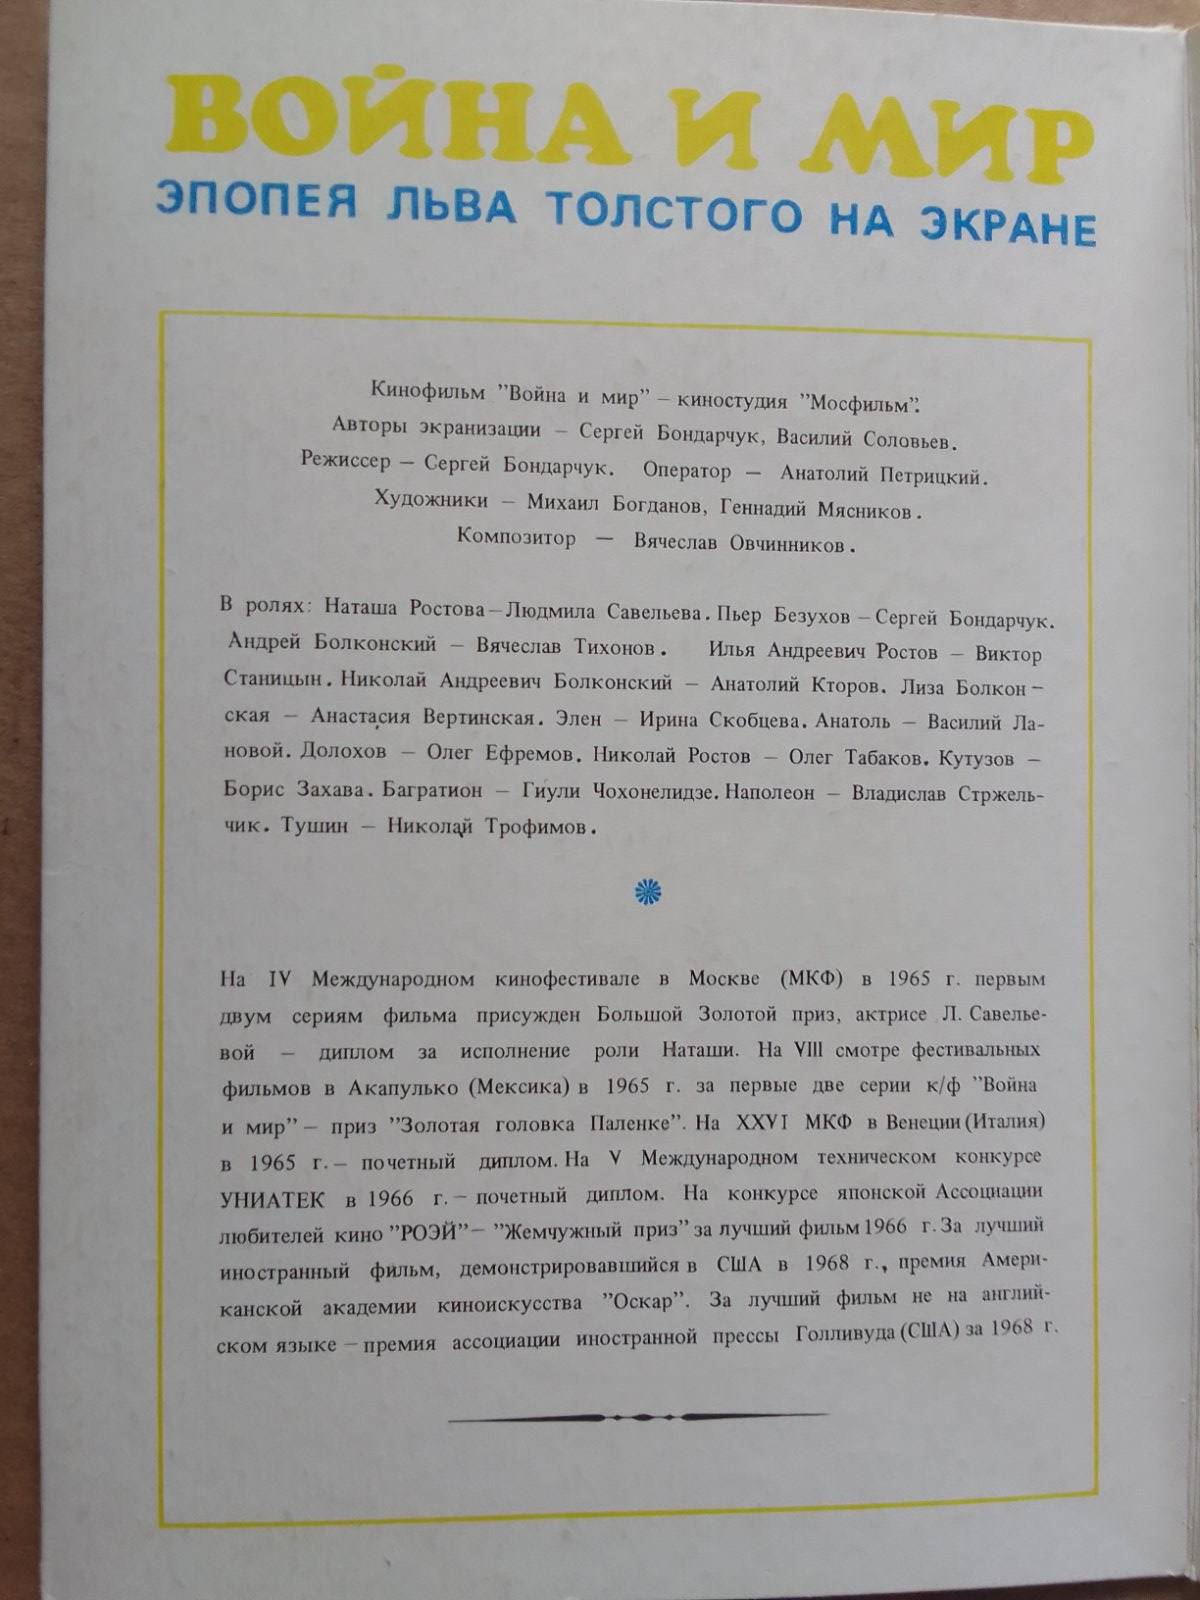 ВОЙНА И МИР
ЭПОПЕЯ ЛЬВА ТОЛСТОГО НА ЭКРАНЕ
Кинофильм ”Война и мир” – киностудия ”Мосфильм”.
Авторы экранизации – Сергей Бондарчук, Василий Соловьев.
Режиссер – Сергей Бондарчук. Оператор – Анатолий Петрицкий.
Художники – Михаил Богданов, Геннадий Мясников.
Композитор – Вячеслав Овчинников.
В ролях: Наташа Ростова – Людмила Савельева. Пьер Безухов – Сергей Бондарчук.
Андрей Болконский – Вячеслав Тихонов. Илья Андреевич Ростов – Виктор
Станицын. Николай Андреевич Болконский – Анатолий Кторов. Лиза Болкон-
ская – Анастасия Вертинская. Элен – Ирина Скобцева. Анатоль – Василий Ла-
новой. Долохов – Олег Ефремов. Николай Ростов – Олег Табаков. Кутузов –
Борис Захава. Багратион – Гиули Чохонелидзе. Наполеон – Владислав Стржель-
чик. Тушин – Николай Трофимов.
На IV Международном кинофестивале в Москве (МКФ) в 1965 г. первым
двум сериям фильма присужден Большой Золотой приз, актрисе Л. Савелье-
вой – диплом за исполнение роли Наташи. На VIII смотре фестивальных
фильмов в Акапулько (Мексика) в 1965 г. за первые две серии к/ф ”Война
и мир” – приз ”Золотая головка Паленке”. На XXVI МКФ в Венеции (Италия)
в 1965 г. – почетный диплом. На V Международном техническом конкурсе
УНИАТЕК в 1966 г. – почетный диплом. На конкурсе японской Ассоциации
любителей кино ”РОЭЙ” – ”Жемчужный приз” за лучший фильм 1966 г. За лучший
иностранный фильм, демонстрировавшийся в США в 1968 г., премия Амери-
канской академии киноискусства ”Оскар”. За лучший фильм не на англий-
ском языке – премия ассоциации иностранной прессы Голливуда (США) за 1968 г.